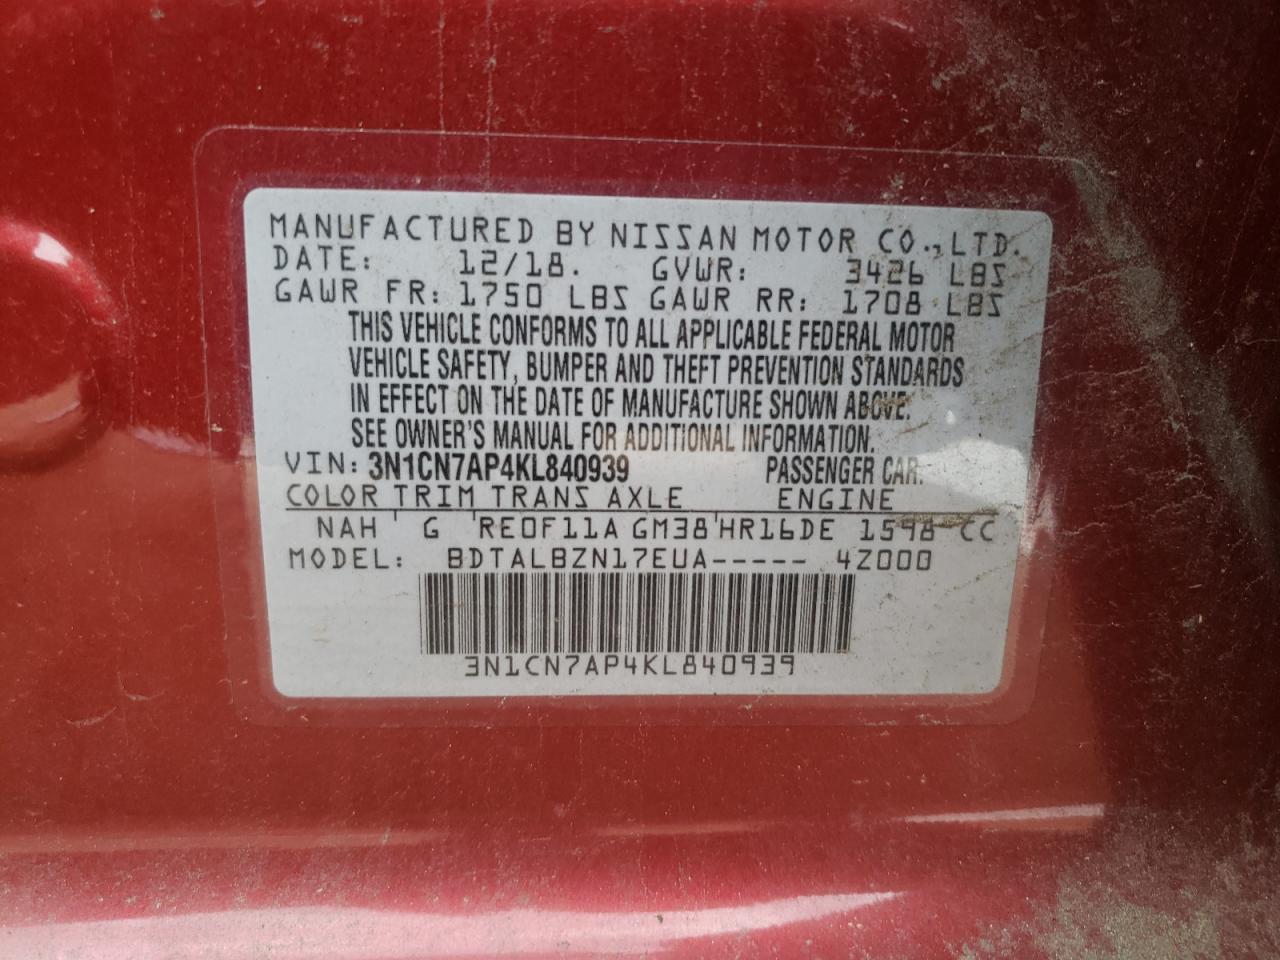 MANUFACTURED BY NISSAN MOTOR CO.,LTD.
DATE: 12/18. GVWR: 3426 LBS
GAWR FR: 1750 LBS GAWR RR: 1708 LBS
THIS VEHICLE CONFORMS TO ALL APPLICABLE FEDERAL MOTOR
VEHICLE SAFETY, BUMPER AND THEFT PREVENTION STANDARDS
IN EFFECT ON THE DATE OF MANUFACTURE SHOWN ABOVE.
SEE OWNER'S MANUAL FOR ADDITIONAL INFORMATION.
VIN: 3N1CN7AP4KL840939 PASSENGER CAR.
COLOR TRIM TRANS AXLE ENGINE
NAH ' G 'RE0F11A GM38'HR16DE 1598 CC
MODEL: BDTALBZN17EUA----- 4Z000
3N1CN7AP4KL840939